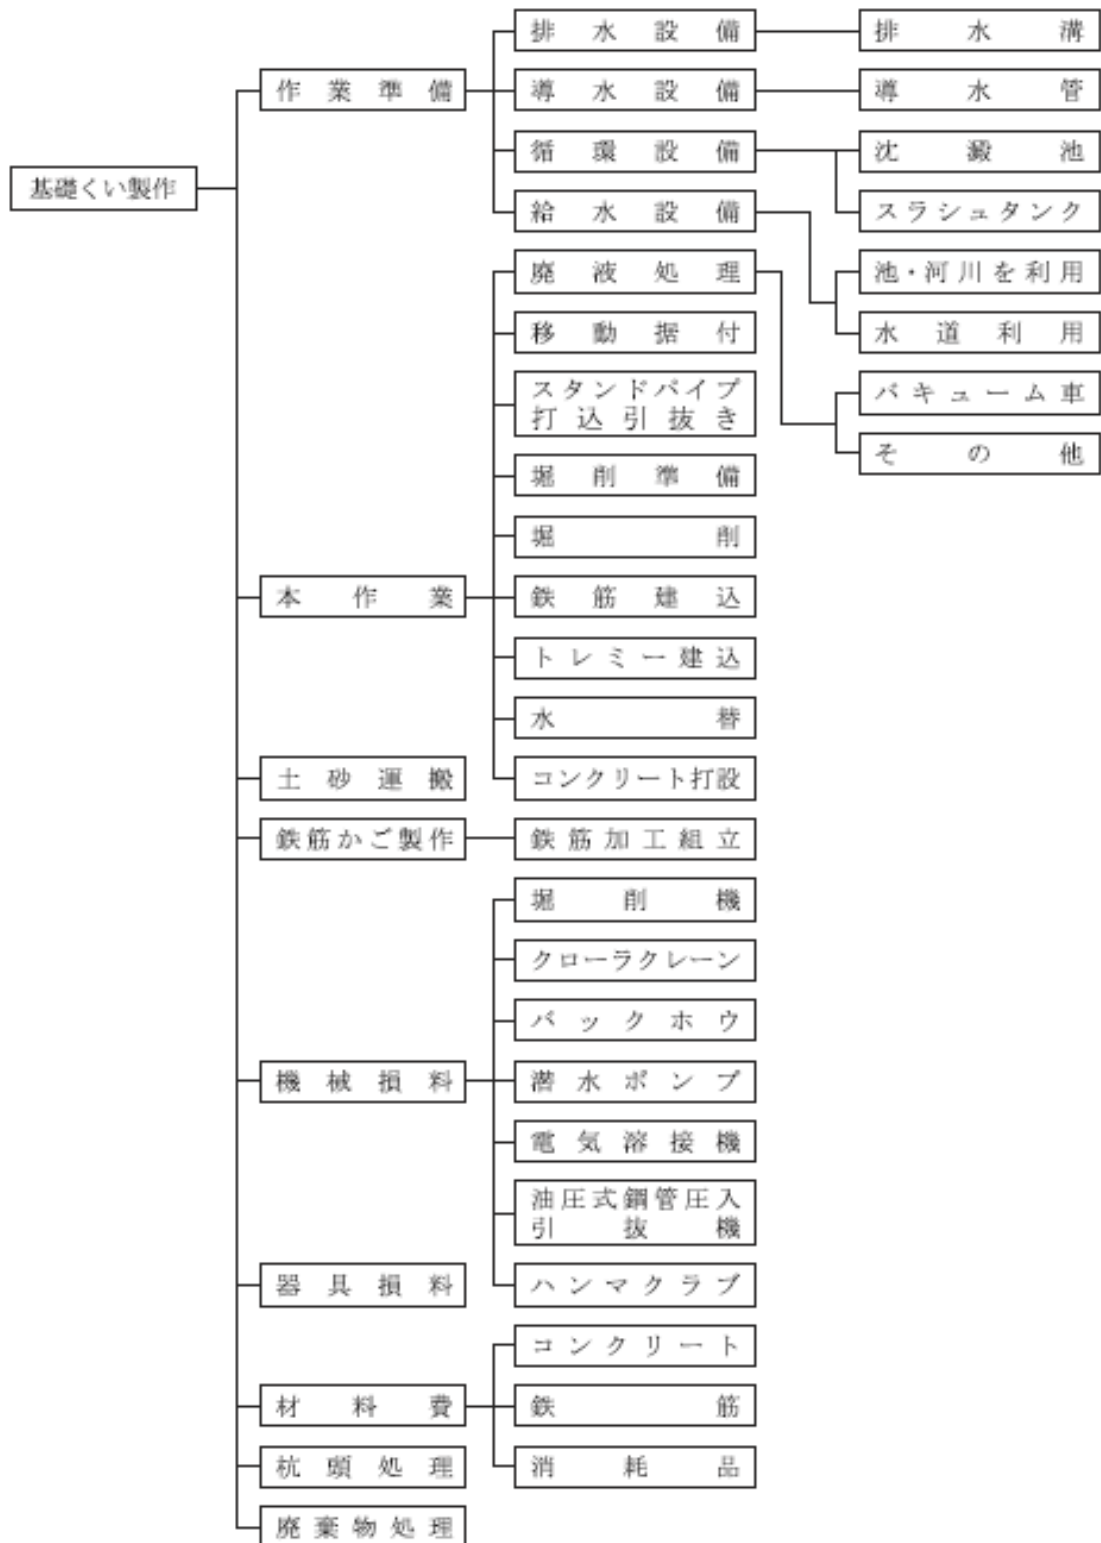 基礎くい製作
作業準備
排水設備
排水溝
導水設備
導水管
循環設備
沈澱池
スラシュタンク
給水設備
池・河川を利用
水道利用
本作業
廃液処理
バキューム車
その他
移動据付
スタンドパイプ
打込引抜き
堀削準備
堀削
鉄筋建込
トレミー建込
水替
コンクリート打設
土砂運搬
鉄筋かご製作
鉄筋加工組立
機械損料
堀削機
クローラクレーン
バックホウ
潜水ポンプ
電気溶接機
油圧式鋼管圧入
引抜機
ハンマクラブ
器具損料
材料費
コンクリート
鉄筋
消耗品
杭頭処理
廃棄物処理